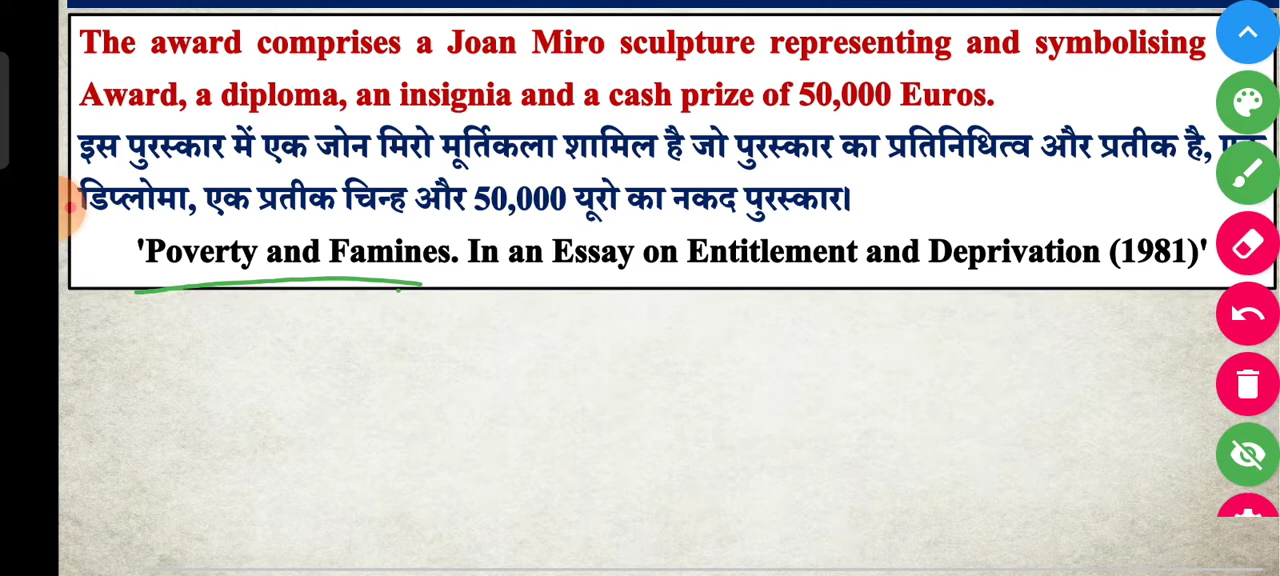 The award comprises a Joan Miro sculpture representing and symbolising
Award, a diploma, an insignia and a cash prize of 50,000 Euros.
इस पुरस्कार में एक जोन मिरो मूर्तिकला शामिल है जो पुरस्कार का प्रतिनिधित्व और प्रतीक है,
डिप्लोमा, एक प्रतीक चिन्ह और 50,000 यूरो का नकद पुरस्कार।
'Poverty and Famines. In an Essay on Entitlement and Deprivation (1981)'